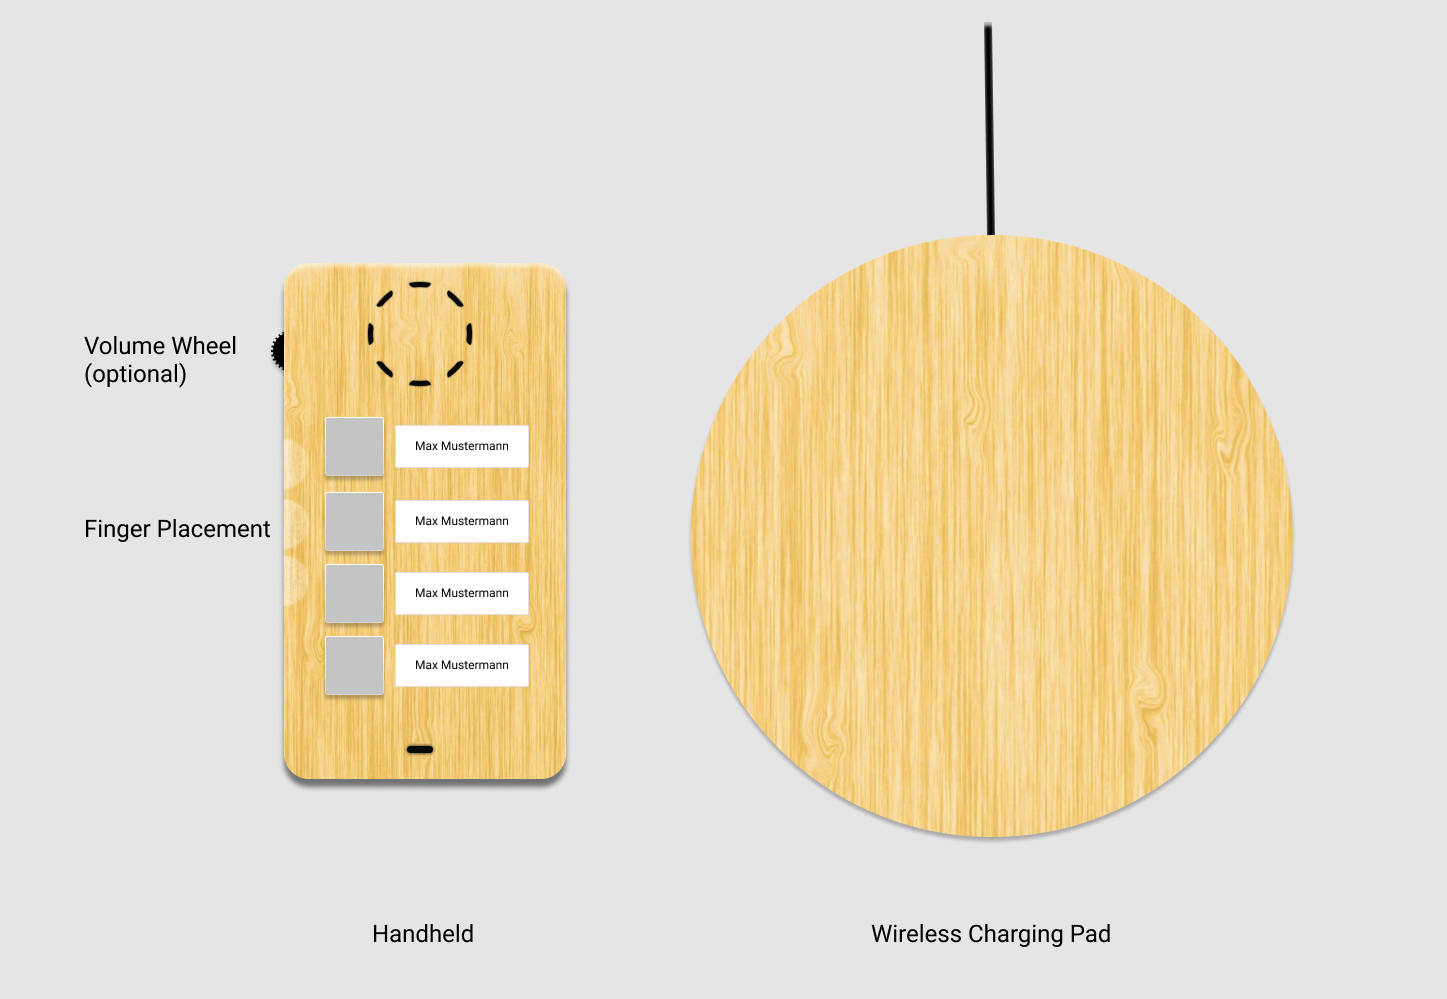 Volume Wheel
(optional)
Max Mustermann
Max Mustermann
Finger Placement
Max Mustermann
Max Mustermann
Handheld
Wireless Charging Pad